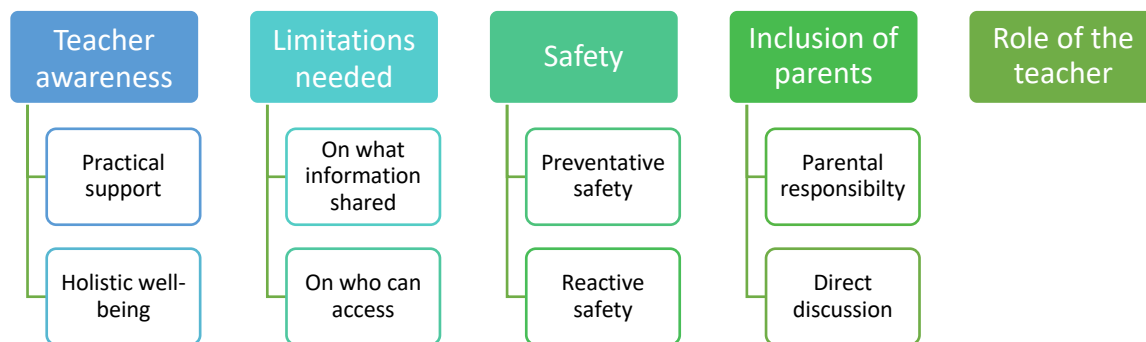 Teacher
awareness
Practical
support
Holistic well-
being
Limitations
needed
On what
information
shared
On who can
access
Safety
Preventative
safety
Reactive
safety
Inclusion of
parents
Parental
responsibilty
Direct
discussion
Role of the
teacher